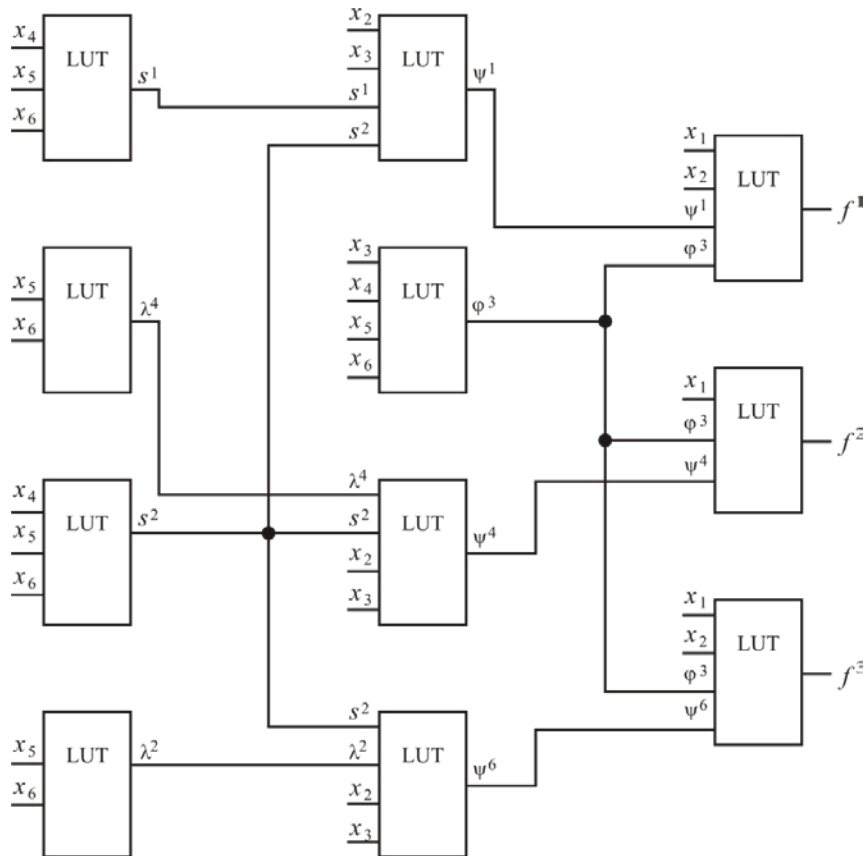 x₄
x₅
x₆
LUT
s¹
x₂
x₃
s¹
s²
LUT
ψ¹
x₁
x₂
ψ¹
φ³
LUT
f¹
x₅
x₆
LUT
λ⁴
x₃
x₄
x₅
x₆
LUT
φ³
x₁
φ³
ψ⁴
LUT
f²
x₄
x₅
x₆
LUT
s²
λ⁴
s²
x₂
x₃
LUT
ψ⁴
x₁
x₂
φ³
ψ⁶
LUT
f³
x₅
x₆
LUT
λ²
s²
λ²
x₂
x₃
LUT
ψ⁶